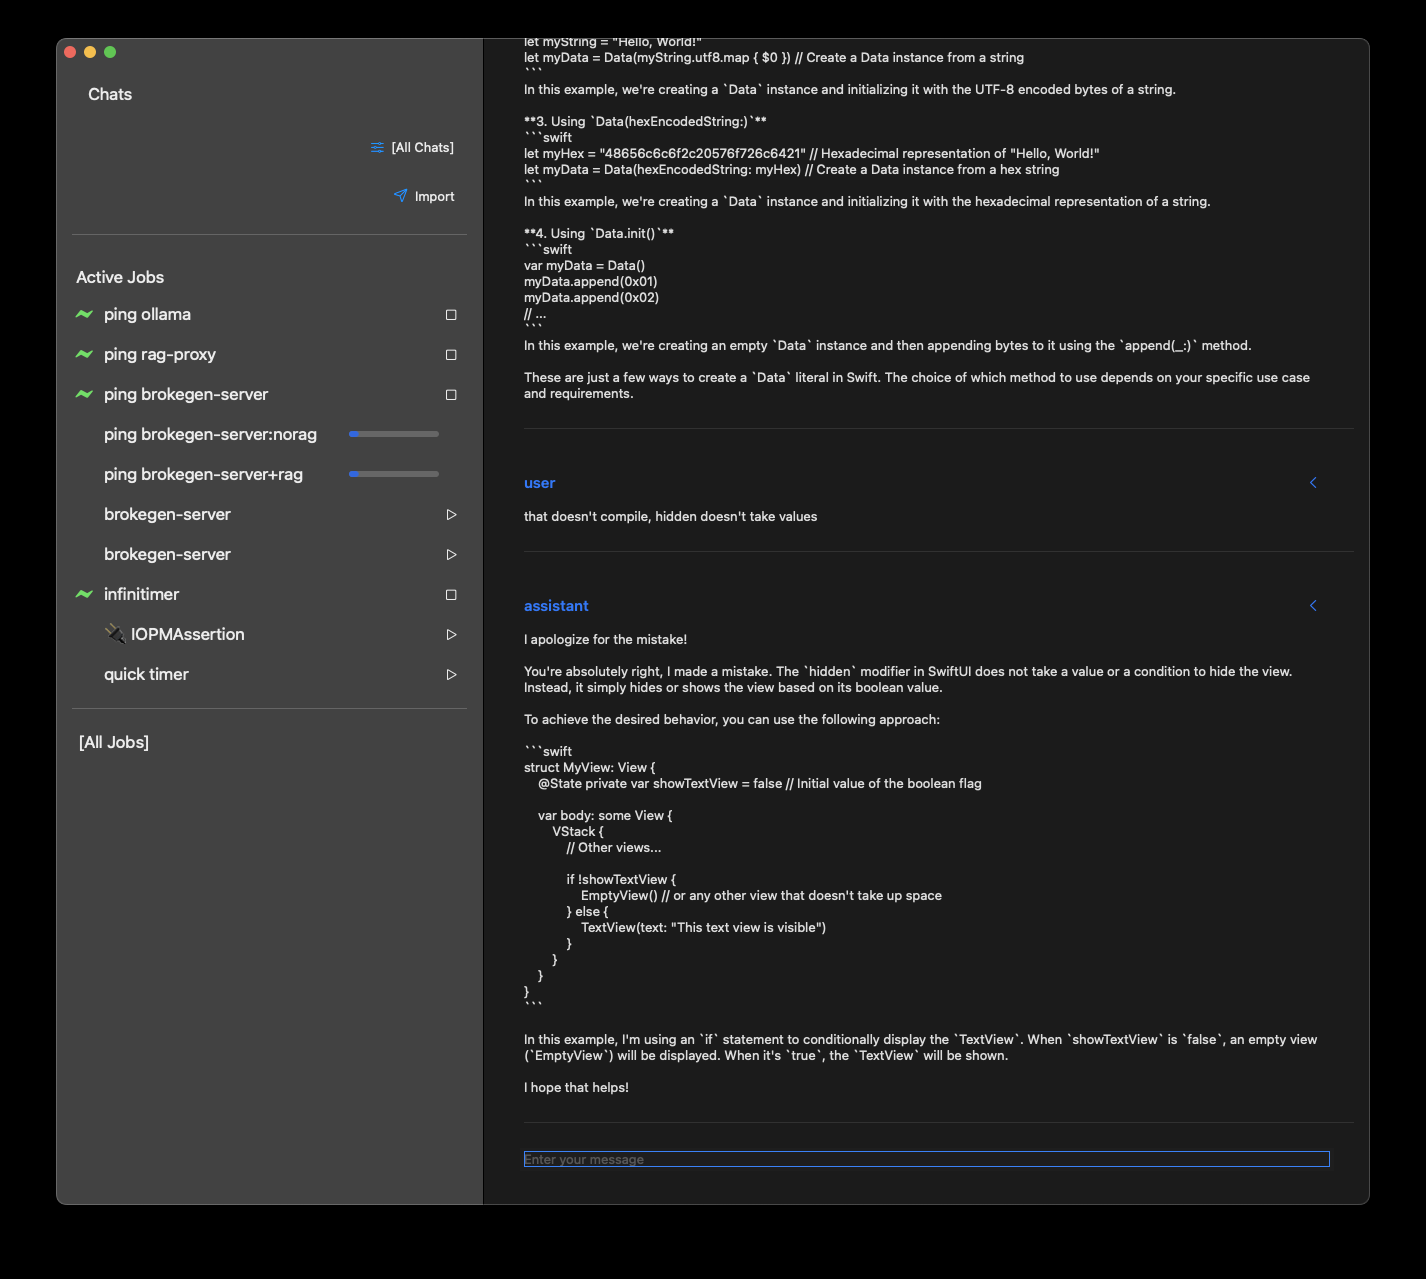 Chats
[All Chats]
Import
Active Jobs
ping ollama
ping rag-proxy
ping brokegen-server
ping brokegen-server:norag
ping brokegen-server+rag
brokegen-server
brokegen-server
infinitimer
IOPMAssertion
quick timer
[All Jobs]
let myString = "Hello, World!"
let myData = Data(myString.utf8.map { $0 }) // Create a Data instance from a string
```
In this example, we're creating a `Data` instance and initializing it with the UTF-8 encoded bytes of a string.
**3. Using `Data(hexEncodedString:)`**
```swift
let myHex = "48656c6c6f2c20576f726c6421" // Hexadecimal representation of "Hello, World!"
let myData = Data(hexEncodedString: myHex) // Create a Data instance from a hex string
```
In this example, we're creating a `Data` instance and initializing it with the hexadecimal representation of a string.
**4. Using `Data.init()`**
```swift
var myData = Data()
myData.append(0x01)
myData.append(0x02)
// ...
```
In this example, we're creating an empty `Data` instance and then appending bytes to it using the `append(_:)` method.
These are just a few ways to create a `Data` literal in Swift. The choice of which method to use depends on your specific use case
and requirements.
user
that doesn't compile, hidden doesn't take values
assistant
I apologize for the mistake!
You're absolutely right, I made a mistake. The `hidden` modifier in SwiftUI does not take a value or a condition to hide the view.
Instead, it simply hides or shows the view based on its boolean value.
To achieve the desired behavior, you can use the following approach:
```swift
struct MyView: View {
@State private var showTextView = false // Initial value of the boolean flag
var body: some View {
VStack {
// Other views...
if !showTextView {
EmptyView() // or any other view that doesn't take up space
} else {
TextView(text: "This text view is visible")
}
}
}
}
```
In this example, I'm using an `if` statement to conditionally display the `TextView`. When `showTextView` is `false`, an empty view
(`EmptyView`) will be displayed. When it's `true`, the `TextView` will be shown.
I hope that helps!
Enter your message